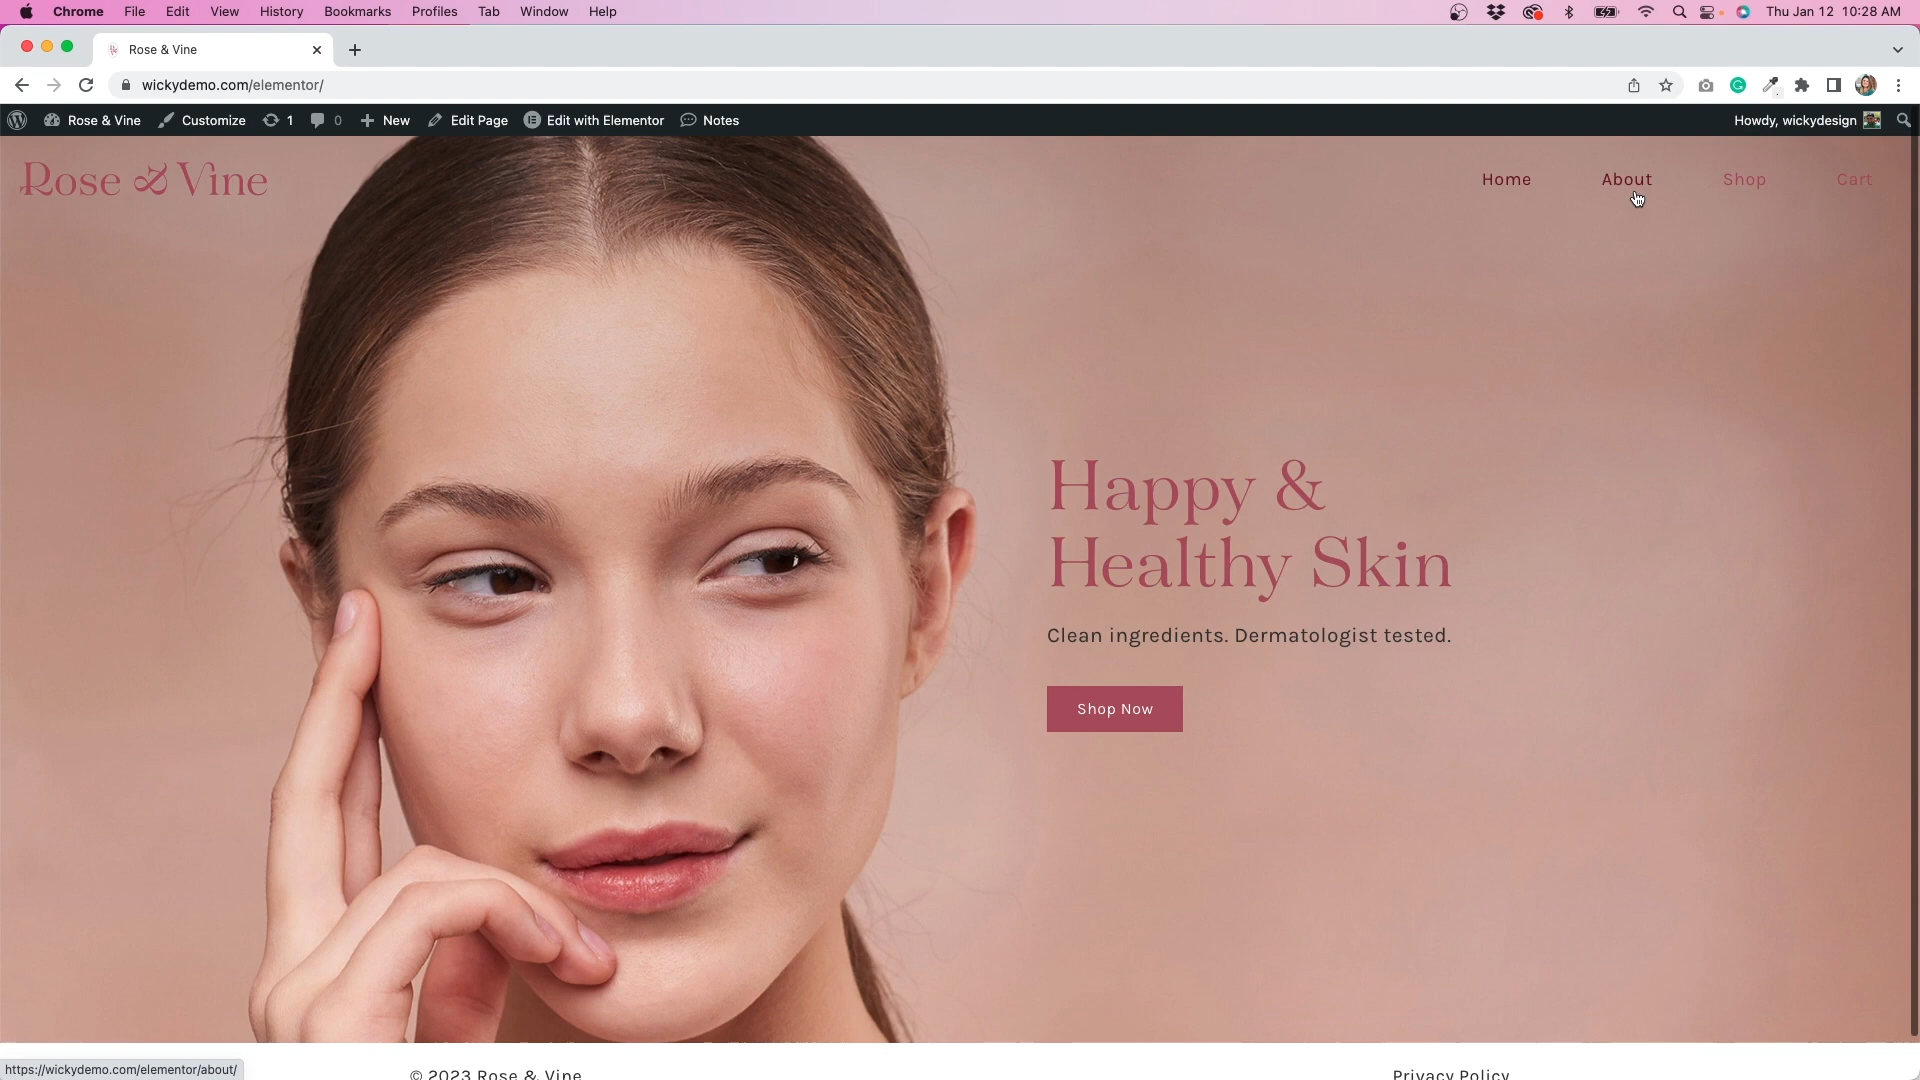 Chrome File Edit View History Bookmarks Profiles Tab Window Help Thu Jan 12 10:28 AM
Rose & Vine
wickydemo.com/elementor/
Rose & Vine Customize 1 0 New Edit Page Edit with Elementor Notes Howdy, wickydesign
Rose & Vine Home About Shop Cart
Happy &
Healthy Skin
Clean ingredients. Dermatologist tested.
Shop Now
https://wickydemo.com/elementor/about/
© 2023 Rose & Vine Privacy Policy